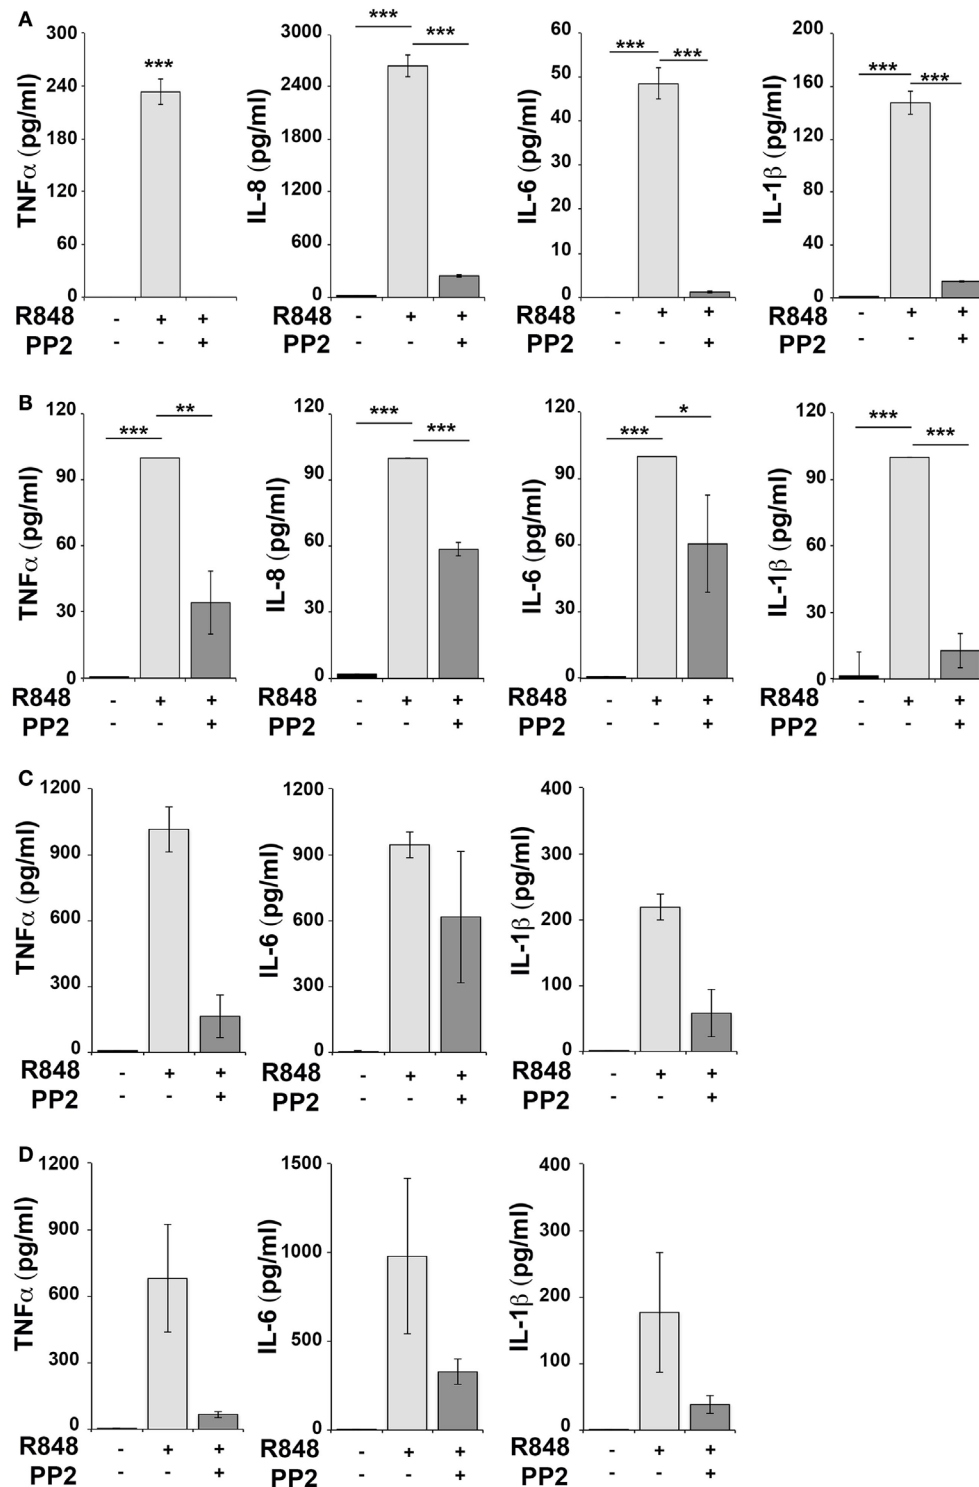 A
TNFα (pg/ml)
300
240
180
120
60
0
***
R848 - + +
PP2 - - +
IL-8 (pg/ml)
3000
2400
1800
1200
600
0
*** ***
- + +
R848
- - +
PP2
IL-6 (pg/ml)
60
50
40
30
20
10
0
*** ***
R848 - + +
PP2 - - +
IL-1β (pg/ml)
200
160
120
80
40
0
*** ***
R848 - + +
PP2 - - +
B
TNFα (pg/ml)
120
90
60
30
0
*** **
R848 - + +
PP2 - - +
IL-8 (pg/ml)
120
90
60
30
0
*** ***
R848 - + +
PP2 - - +
IL-6 (pg/ml)
120
90
60
30
0
*** *
R848 - + +
PP2 - - +
IL-1β (pg/ml)
120
90
60
30
0
*** ***
R848 - + +
PP2 - - +
C
TNFα (pg/ml)
1200
900
600
300
0
R848 - + +
PP2 - - +
IL-6 (pg/ml)
1200
900
600
300
0
R848 - + +
PP2 - - +
IL-1β (pg/ml)
400
300
200
100
0
R848 - + +
PP2 - - +
D
TNFα (pg/ml)
1200
900
600
300
0
R848 - + +
PP2 - - +
IL-6 (pg/ml)
1500
1000
500
0
R848 - + +
PP2 - - +
IL-1β (pg/ml)
400
300
200
100
0
R848 - + +
PP2 - - +